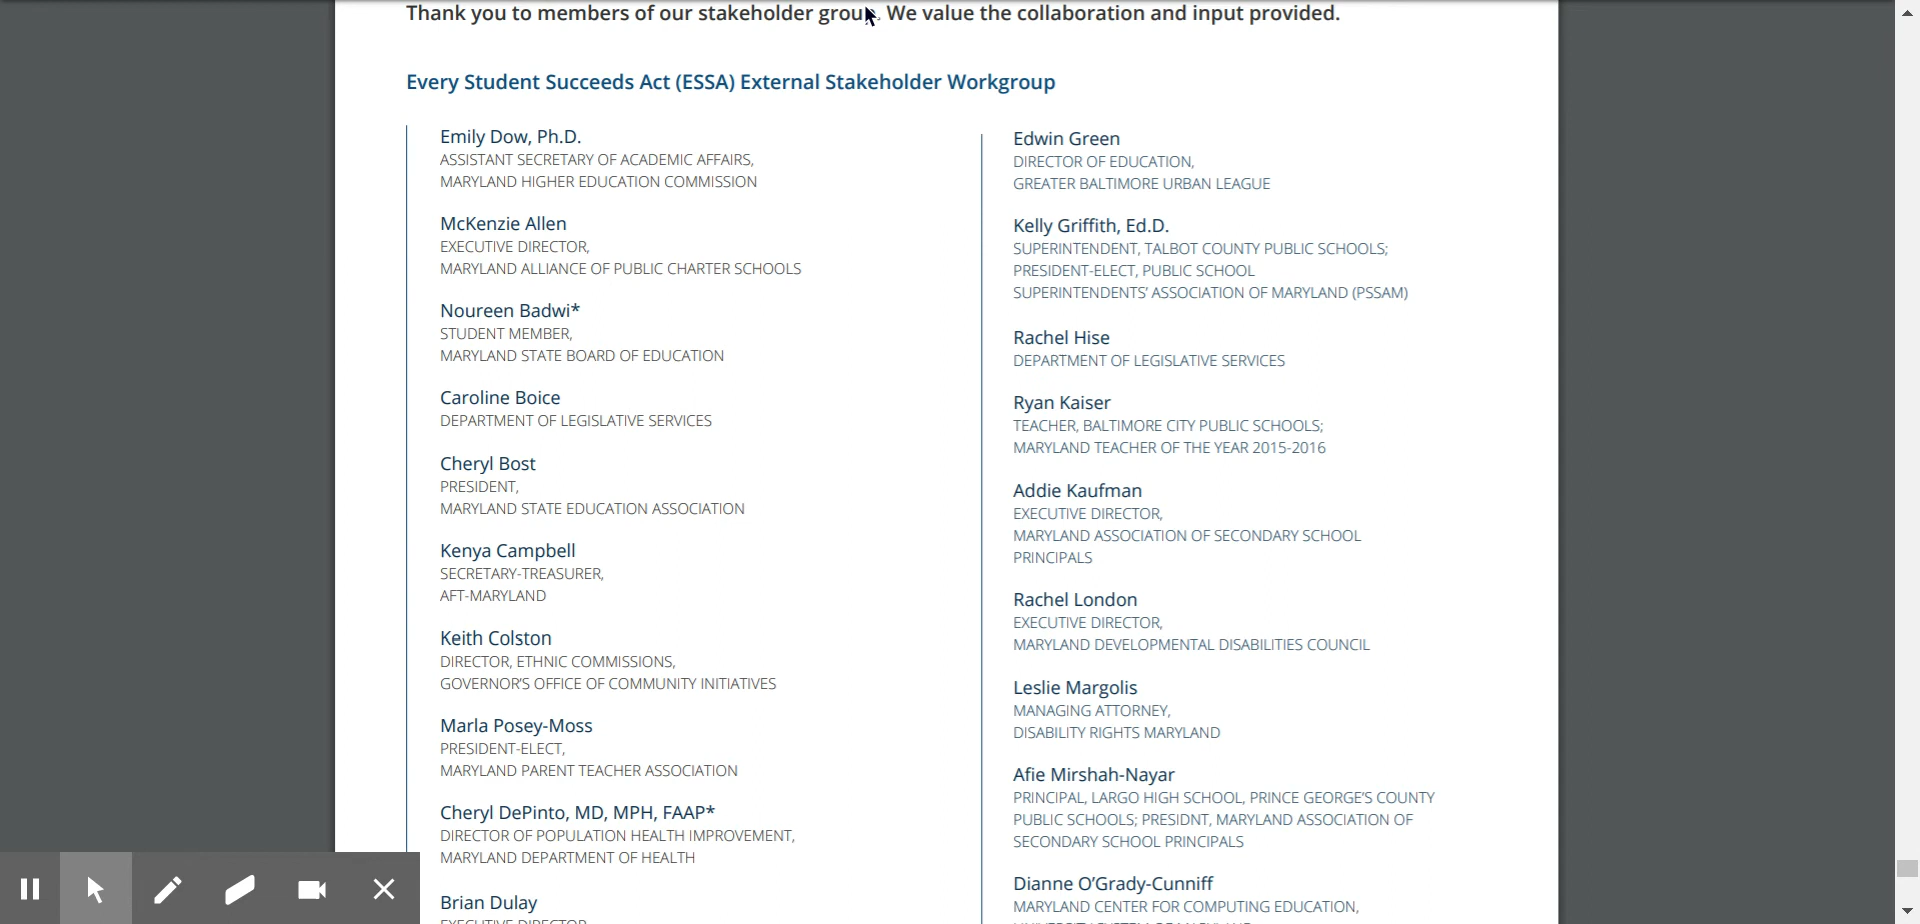 Thank you to members of our stakeholder group. We value the collaboration and input provided.
Every Student Succeeds Act (ESSA) External Stakeholder Workgroup
Emily Dow, Ph.D.
ASSISTANT SECRETARY OF ACADEMIC AFFAIRS,
MARYLAND HIGHER EDUCATION COMMISSION
McKenzie Allen
EXECUTIVE DIRECTOR,
MARYLAND ALLIANCE OF PUBLIC CHARTER SCHOOLS
Noureen Badwi*
STUDENT MEMBER,
MARYLAND STATE BOARD OF EDUCATION
Caroline Boice
DEPARTMENT OF LEGISLATIVE SERVICES
Cheryl Bost
PRESIDENT,
MARYLAND STATE EDUCATION ASSOCIATION
Kenya Campbell
SECRETARY-TREASURER,
AFT-MARYLAND
Keith Colston
DIRECTOR, ETHNIC COMMISSIONS,
GOVERNOR'S OFFICE OF COMMUNITY INITIATIVES
Marla Posey-Moss
PRESIDENT-ELECT,
MARYLAND PARENT TEACHER ASSOCIATION
Cheryl DePinto, MD, MPH, FAAP*
DIRECTOR OF POPULATION HEALTH IMPROVEMENT,
MARYLAND DEPARTMENT OF HEALTH
Brian Dulay
EXECUTIVE DIRECTOR
Edwin Green
DIRECTOR OF EDUCATION,
GREATER BALTIMORE URBAN LEAGUE
Kelly Griffith, Ed.D.
SUPERINTENDENT, TALBOT COUNTY PUBLIC SCHOOLS;
PRESIDENT-ELECT, PUBLIC SCHOOL
SUPERINTENDENTS' ASSOCIATION OF MARYLAND (PSSAM)
Rachel Hise
DEPARTMENT OF LEGISLATIVE SERVICES
Ryan Kaiser
TEACHER, BALTIMORE CITY PUBLIC SCHOOLS;
MARYLAND TEACHER OF THE YEAR 2015-2016
Addie Kaufman
EXECUTIVE DIRECTOR,
MARYLAND ASSOCIATION OF SECONDARY SCHOOL
PRINCIPALS
Rachel London
EXECUTIVE DIRECTOR,
MARYLAND DEVELOPMENTAL DISABILITIES COUNCIL
Leslie Margolis
MANAGING ATTORNEY,
DISABILITY RIGHTS MARYLAND
Afie Mirshah-Nayar
PRINCIPAL, LARGO HIGH SCHOOL, PRINCE GEORGE'S COUNTY
PUBLIC SCHOOLS; PRESIDNT, MARYLAND ASSOCIATION OF
SECONDARY SCHOOL PRINCIPALS
Dianne O'Grady-Cunniff
MARYLAND CENTER FOR COMPUTING EDUCATION,